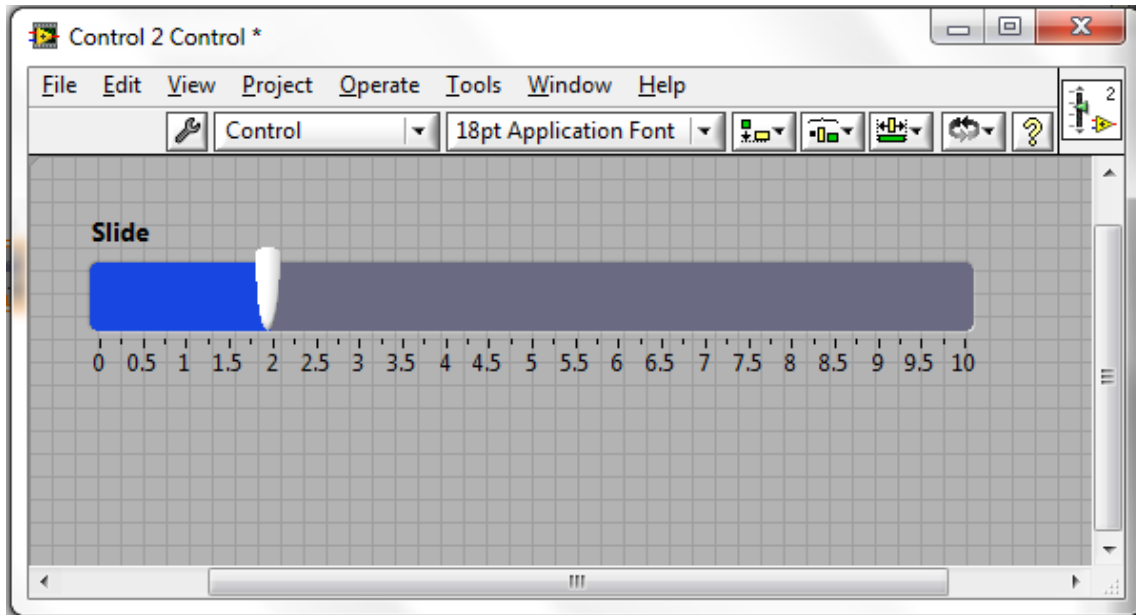 Control 2 Control *
File Edit View Project Operate Tools Window Help
2
Control 18pt Application Font ?
Slide
0 0.5 1 1.5 2 2.5 3 3.5 4 4.5 5 5.5 6 6.5 7 7.5 8 8.5 9 9.5 10